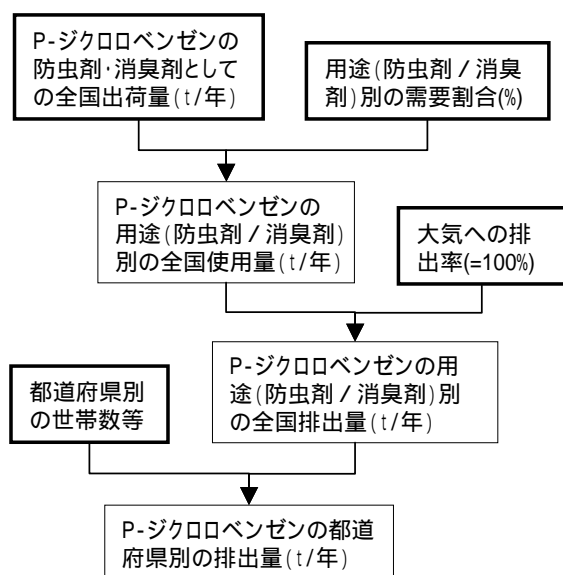 P-ジクロロベンゼンの
防虫剤･消臭剤として
の全国出荷量(t/年)
用途(防虫剤/消臭
剤)別の需要割合(%)
P-ジクロロベンゼンの
用途(防虫剤/消臭剤)
別の全国使用量(t/年)
大気への排
出率(=100%)
P-ジクロロベンゼンの用
途(防虫剤/消臭剤)別
の全国排出量(t/年)
都道府県別
の世帯数等
P-ジクロロベンゼンの都道
府県別の排出量(t/年)